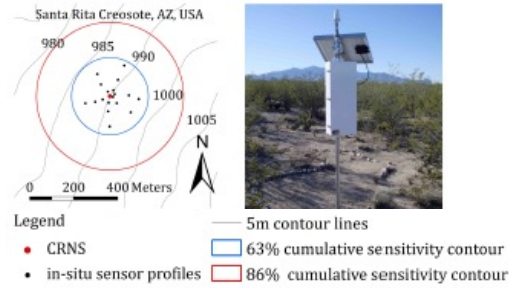 Santa Rita Creosote, AZ, USA
980
985
990
1000
1005
N
0 200 400 Meters
Legend
CRNS
in-situ sensor profiles
5m contour lines
63% cumulative sensitivity contour
86% cumulative sensitivity contour